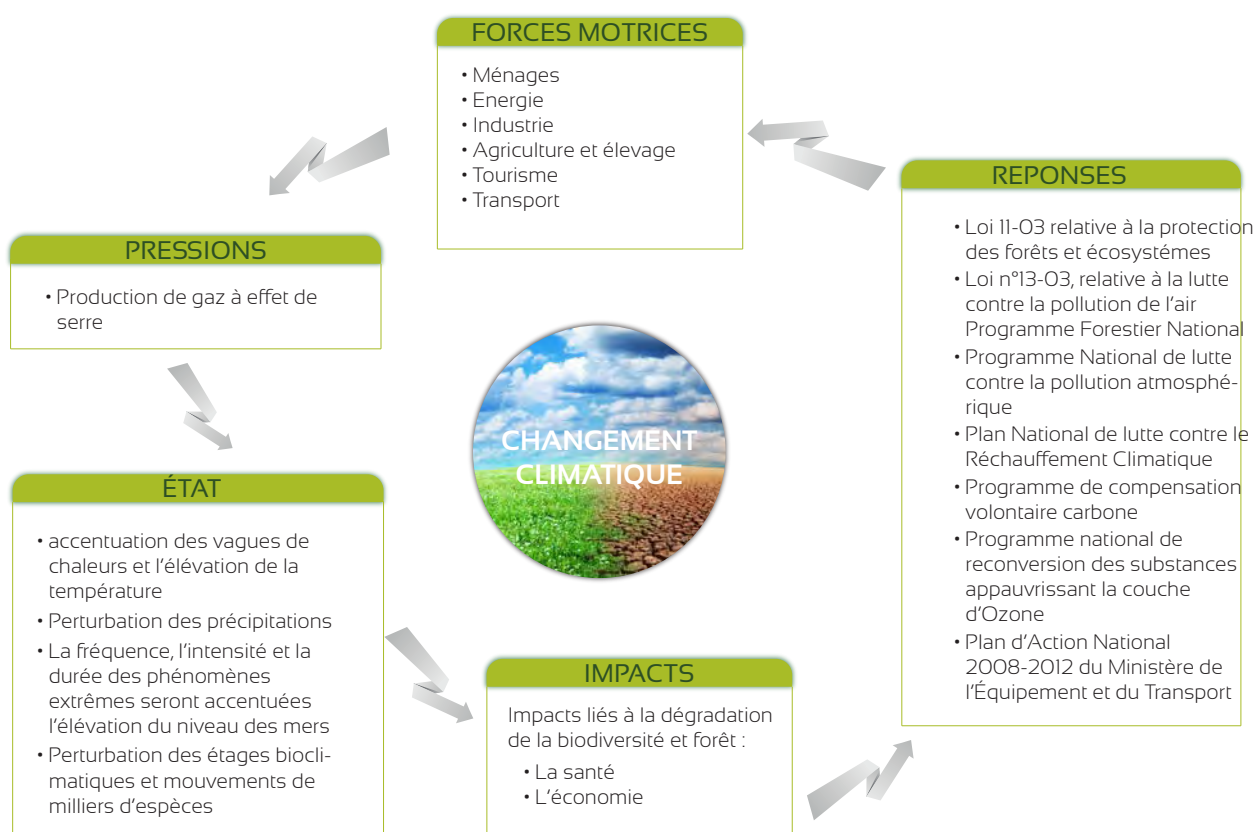 FORCES MOTRICES
• Ménages
• Energie
• Industrie
• Agriculture et élevage
• Tourisme
• Transport
PRESSIONS
• Production de gaz à effet de
serre
ÉTAT
• accentuation des vagues de
chaleurs et l'élévation de la
température
• Perturbation des précipitations
• La fréquence, l'intensité et la
durée des phénomènes
extrêmes seront accentuées
l'élévation du niveau des mers
• Perturbation des étages biocli-
matiques et mouvements de
milliers d'espèces
CHANGEMENT
CLIMATIQUE
IMPACTS
Impacts liés à la dégradation
de la biodiversité et forêt :
• La santé
• L'économie
REPONSES
• Loi 11-03 relative à la protection
des forêts et écosystémes
• Loi n°13-03, relative à la lutte
contre la pollution de l'air
Programme Forestier National
• Programme National de lutte
contre la pollution atmosphé-
rique
• Plan National de lutte contre le
Réchauffement Climatique
• Programme de compensation
volontaire carbone
• Programme national de
reconversion des substances
appauvrissant la couche
d'Ozone
• Plan d'Action National
2008-2012 du Ministère de
l'Équipement et du Transport